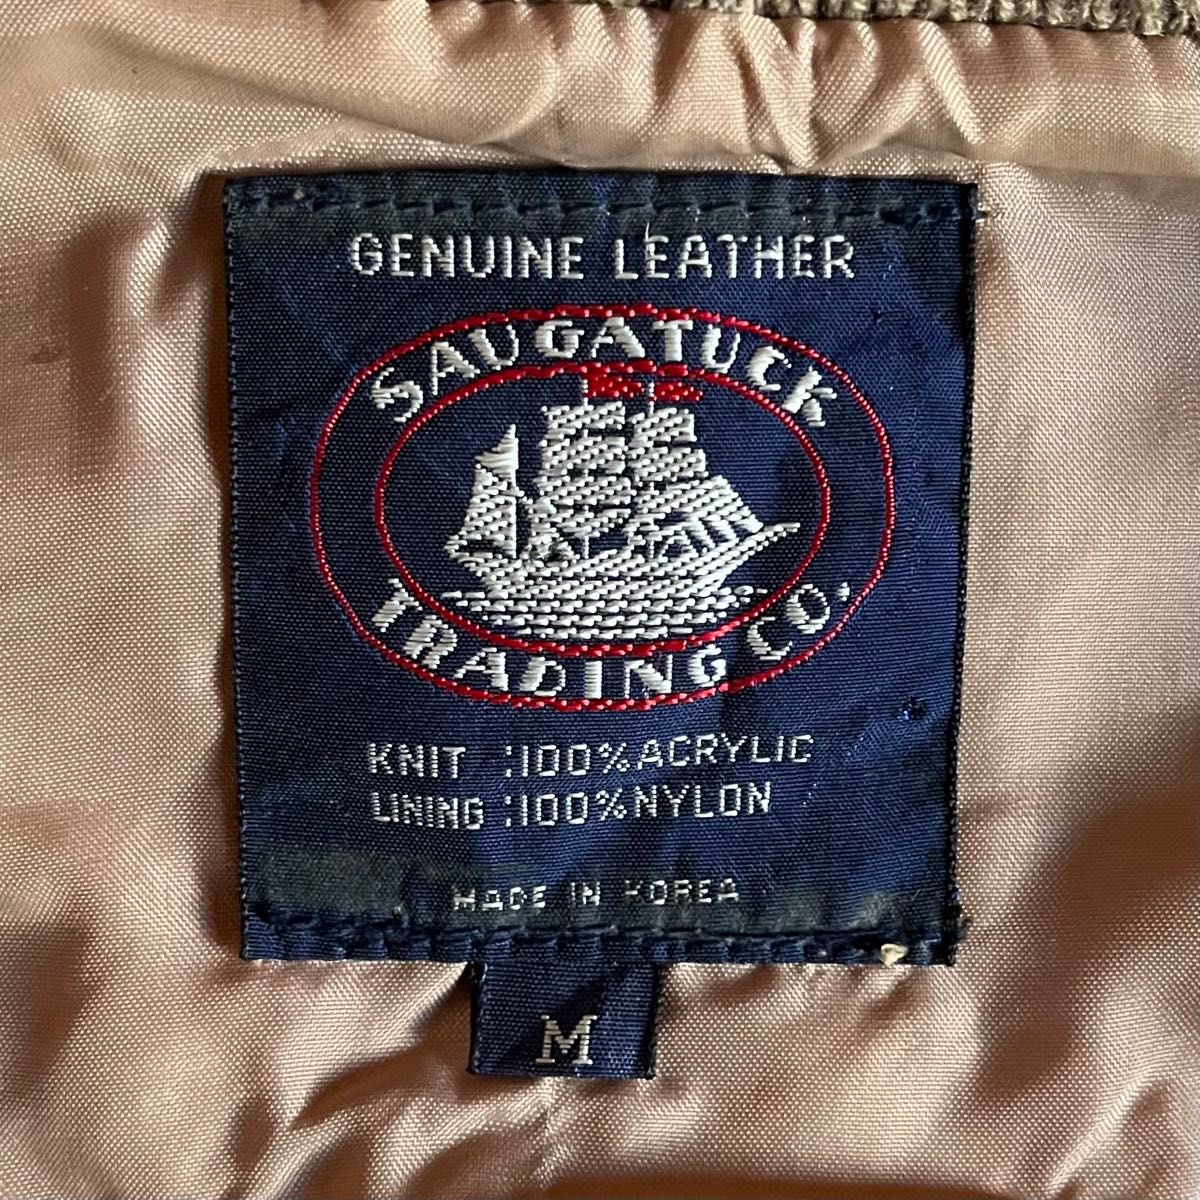 GENUINE LEATHER
SAUGATUCK
TRADING CO.
KNIT :100% ACRYLIC
LINING :100% NYLON
MADE IN KOREA
M